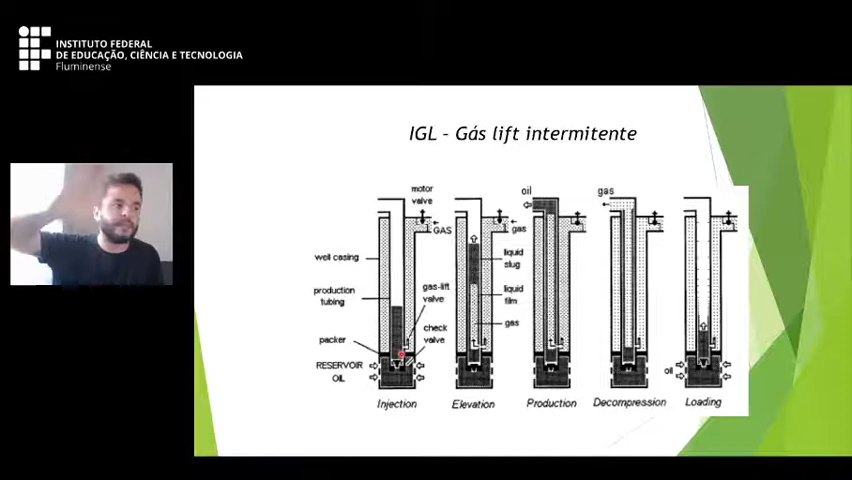 INSTITUTO FEDERAL
DE EDUCAÇÃO, CIÊNCIA E TECNOLOGIA
Fluminense
IGL – Gás lift intermitente
motor
valve
GAS
well casing
production
tubing
gas-lift
valve
check
valve
packer
RESERVOIR
OIL
Injection
gas
liquid
slug
liquid
film
gas
Elevation
oil
Production
gas
Decompression
oil
Loading